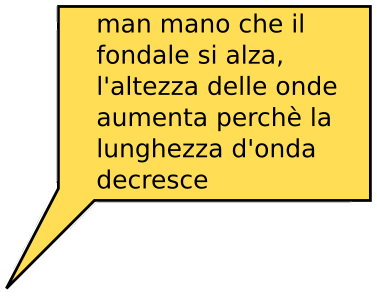 man mano che il
fondale si alza,
l'altezza delle onde
aumenta perchè la
lunghezza d'onda
decresce